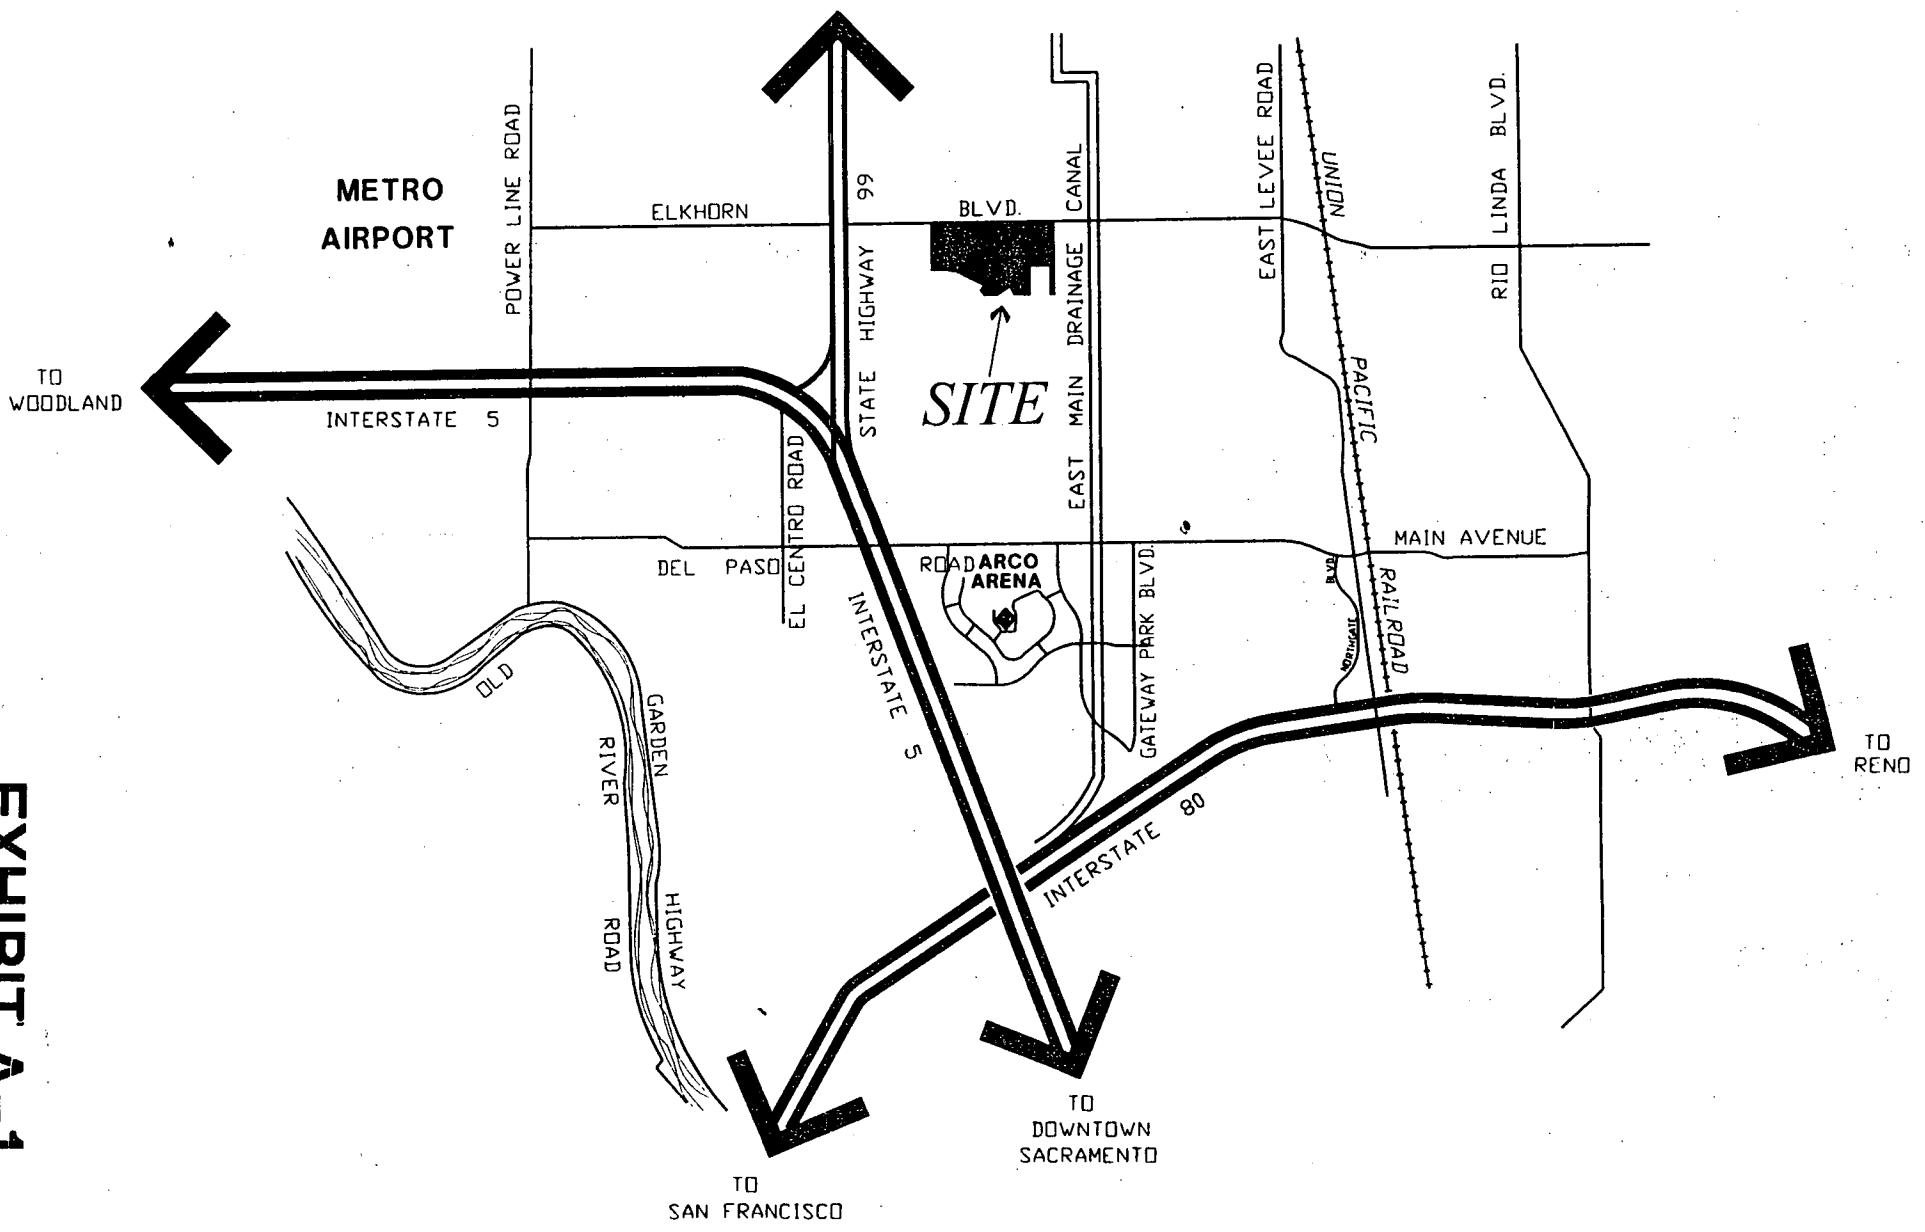 METRO
AIRPORT
POWER LINE ROAD
ELKHORN
BLVD.
STATE HIGHWAY 99
EAST MAIN DRAINAGE CANAL
EAST LEVEE ROAD
UNION
PACIFIC
RAILROAD
RIO LINDA BLVD.
SITE
TO
WOODLAND
INTERSTATE 5
EL CENTRO ROAD
DEL PASO
ROAD
ARCO
ARENA
MAIN AVENUE
GATEWAY PARK BLVD.
NORTHGATE
BLVD.
INTERSTATE 5
OLD
RIVER
ROAD
GARDEN
HIGHWAY
INTERSTATE 80
TO
RENO
TO
DOWNTOWN
SACRAMENTO
TO
SAN FRANCISCO
EXHIBIT A-1